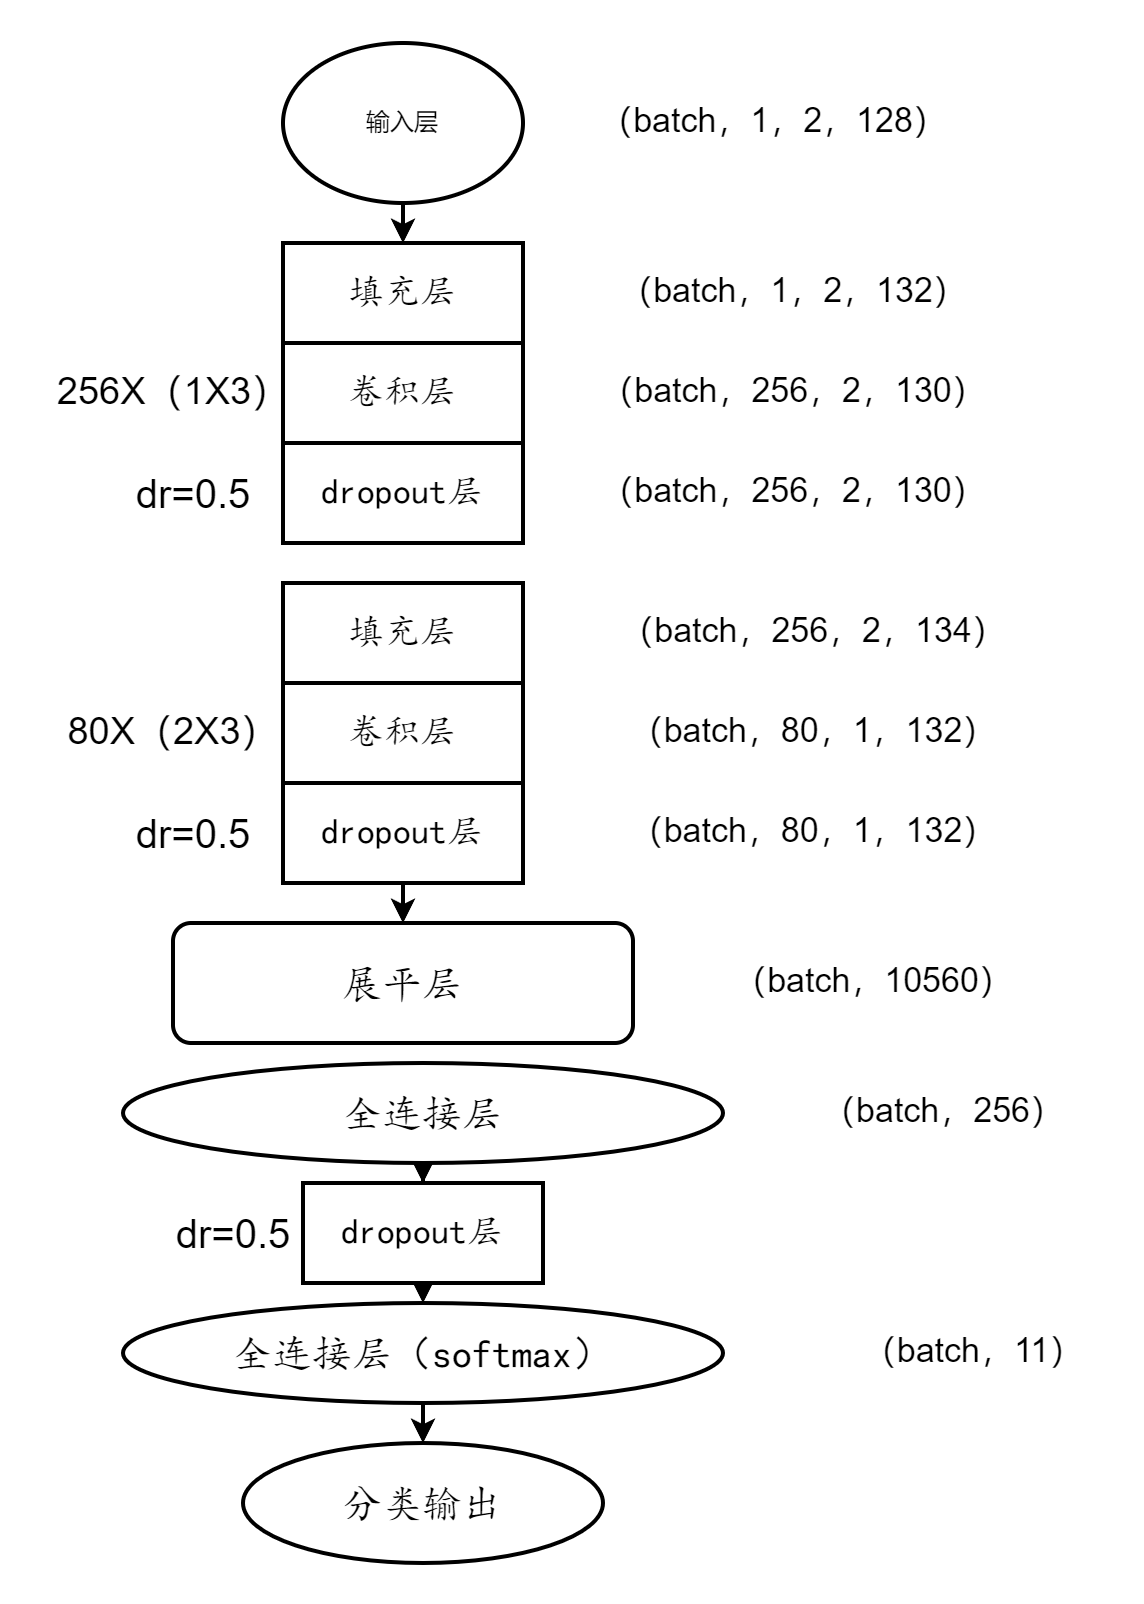 输入层 (batch，1，2，128)
填充层 (batch，1，2，132)
256X（1X3） 卷积层 (batch，256，2，130)
dr=0.5 dropout层 (batch，256，2，130)
填充层 (batch，256，2，134)
80X（2X3） 卷积层 (batch，80，1，132)
dr=0.5 dropout层 (batch，80，1，132)
展平层 (batch，10560)
全连接层 (batch，256)
dr=0.5 dropout层
全连接层（softmax） (batch，11)
分类输出